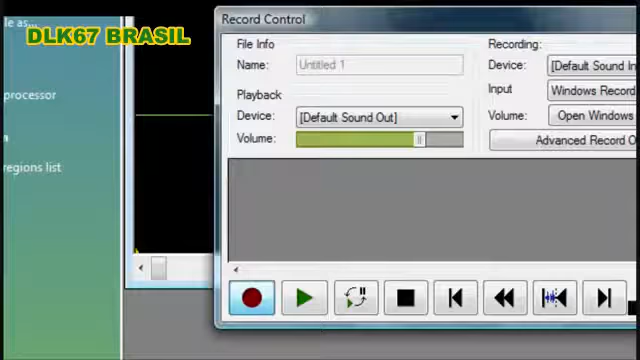 Record Control
le as...
DLK67 BRASIL
File Info
Recording:
Name:
Untitled 1
Device:
[Default Sound In
processor
Playback
Input
Windows Record
Device:
[Default Sound Out]
Volume:
Open Windows
Volume:
Advanced Record O
regions list